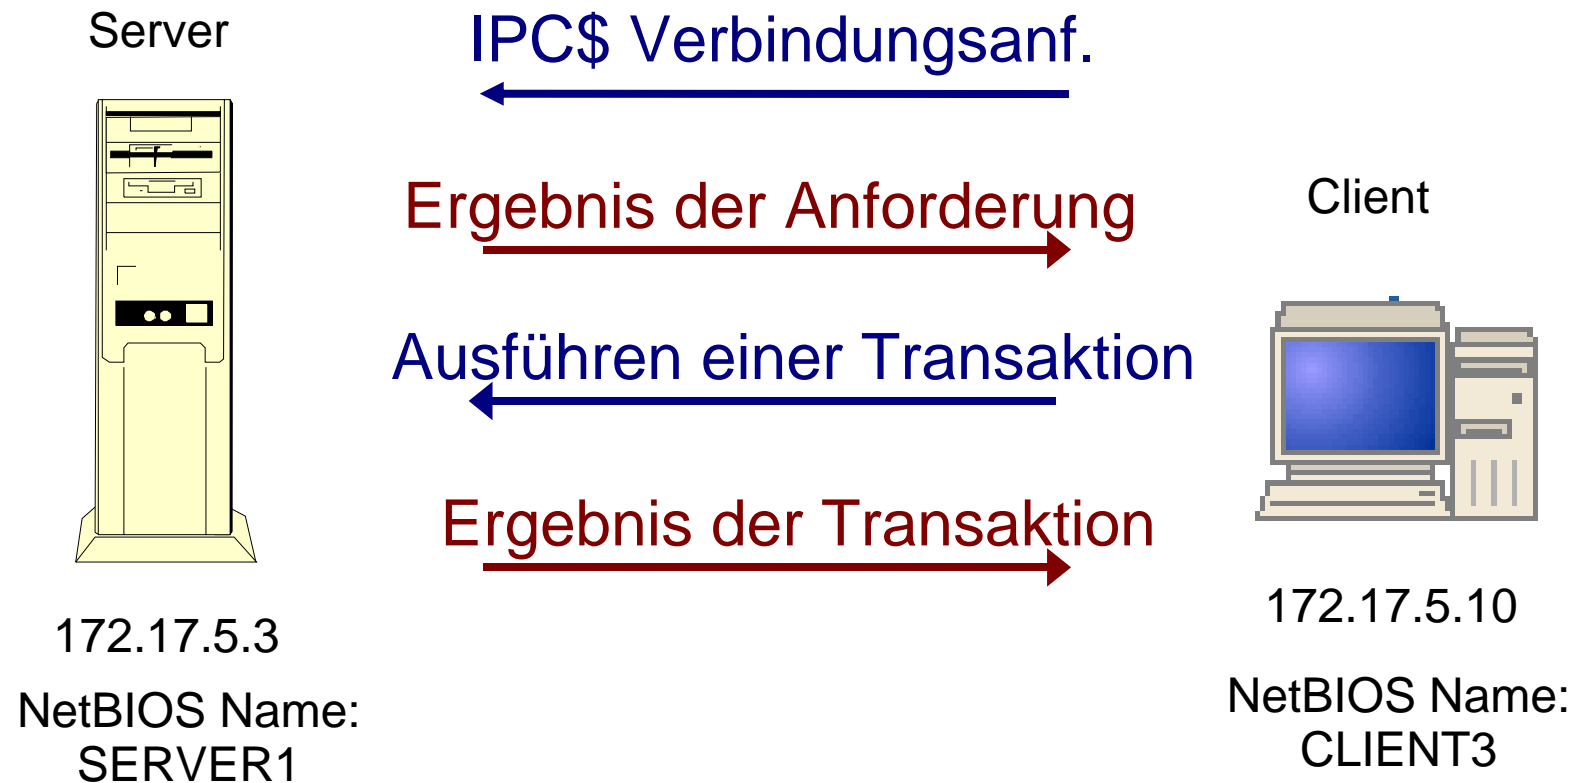 Server
IPC$ Verbindungsanf.
Ergebnis der Anforderung
Client
Ausführen einer Transaktion
Ergebnis der Transaktion
172.17.5.3
NetBIOS Name:
SERVER1
172.17.5.10
NetBIOS Name:
CLIENT3